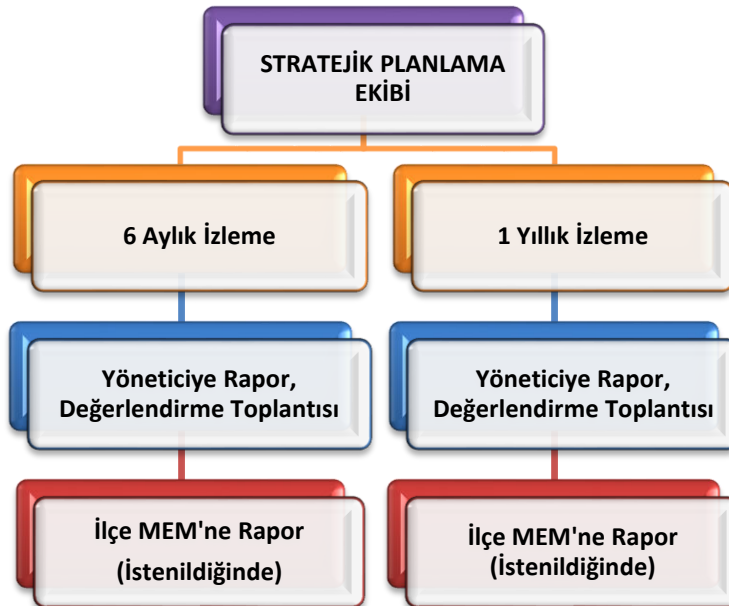 STRATEJİK PLANLAMA
EKİBİ
6 Aylık İzleme
1 Yıllık İzleme
Yöneticiye Rapor,
Değerlendirme Toplantısı
Yöneticiye Rapor,
Değerlendirme Toplantısı
İlçe MEM'ne Rapor
(İstenildiğinde)
İlçe MEM'ne Rapor
(İstenildiğinde)